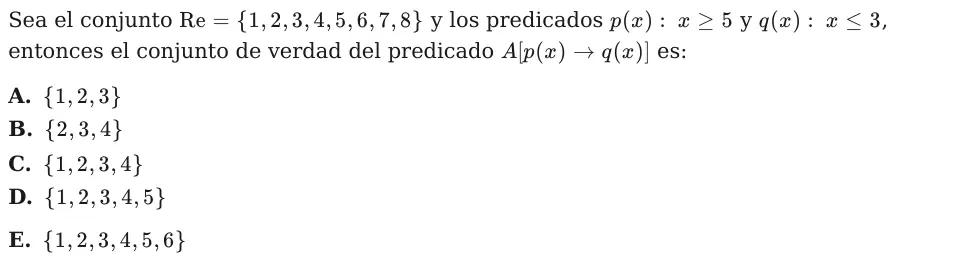 Sea el conjunto Re = {1, 2, 3, 4, 5, 6, 7, 8} y los predicados p(x) : x ≥ 5 y q(x) : x ≤ 3,
entonces el conjunto de verdad del predicado A[p(x) → q(x)] es:
A. {1, 2, 3}
B. {2, 3, 4}
C. {1, 2, 3, 4}
D. {1, 2, 3, 4, 5}
E. {1, 2, 3, 4, 5, 6}